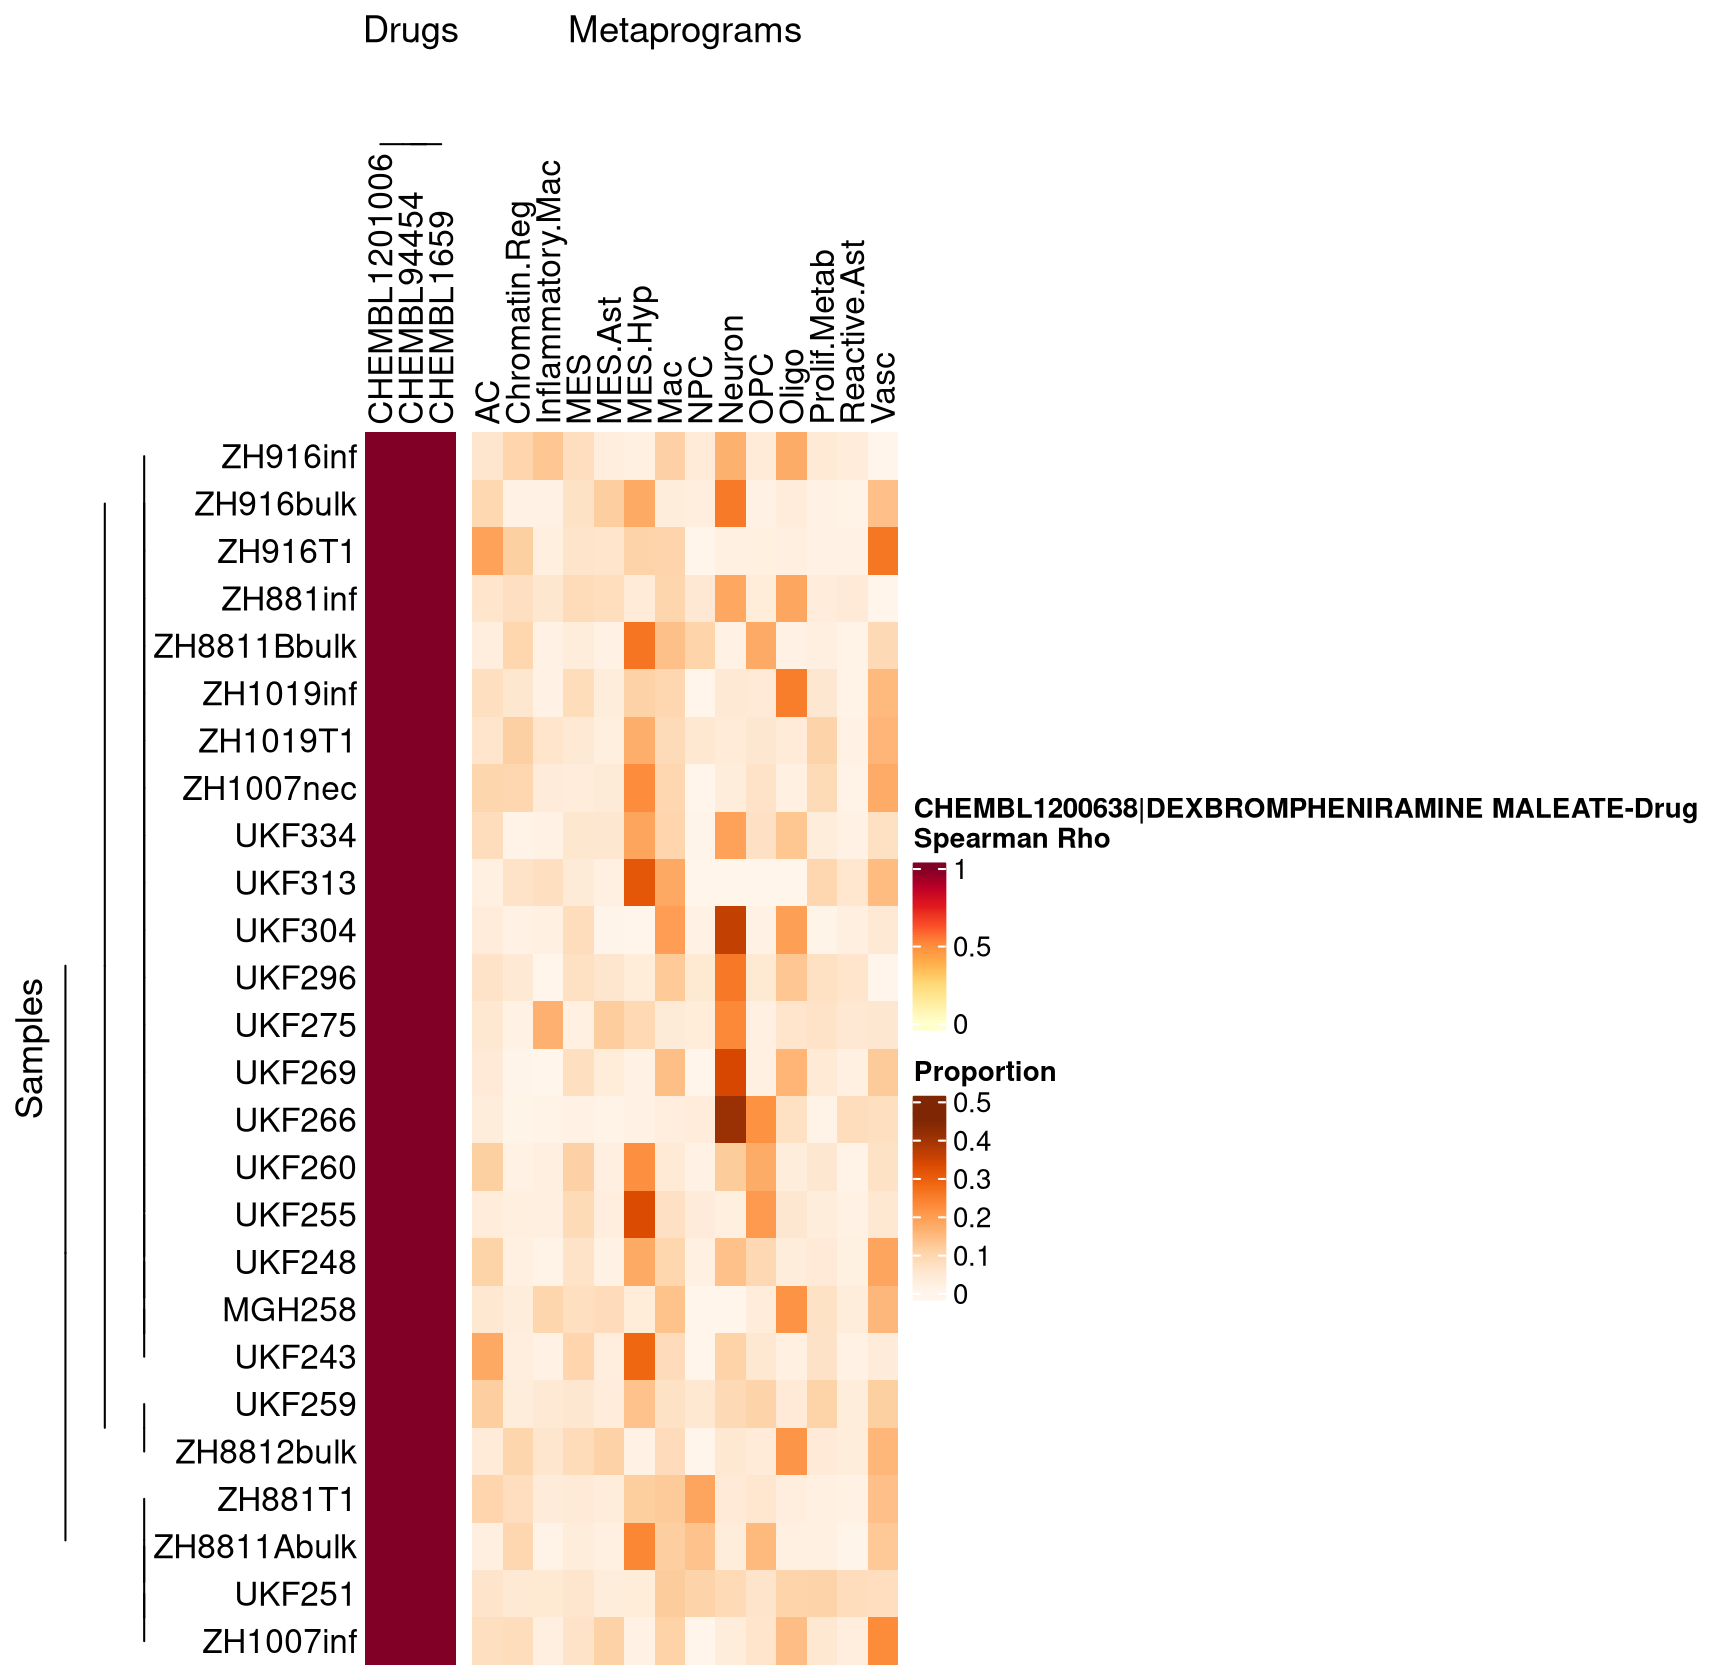 Drugs
Metaprograms
CHEMBL1201006
CHEMBL94454
CHEMBL1659
AC
Chromatin.Reg
Inflammatory.Mac
MES
MES.Ast
MES.Hyp
Mac
NPC
Neuron
OPC
Oligo
Prolif.Metab
Reactive.Ast
Vasc
Samples
ZH916inf
ZH916bulk
ZH916T1
ZH881inf
ZH8811Bbulk
ZH1019inf
ZH1019T1
ZH1007nec
UKF334
UKF313
UKF304
UKF296
UKF275
UKF269
UKF266
UKF260
UKF255
UKF248
MGH258
UKF243
UKF259
ZH8812bulk
ZH881T1
ZH8811Abulk
UKF251
ZH1007inf
CHEMBL1200638|DEXBROMPHENIRAMINE MALEATE-Drug
Spearman Rho
1
0.5
0
Proportion
0.5
0.4
0.3
0.2
0.1
0